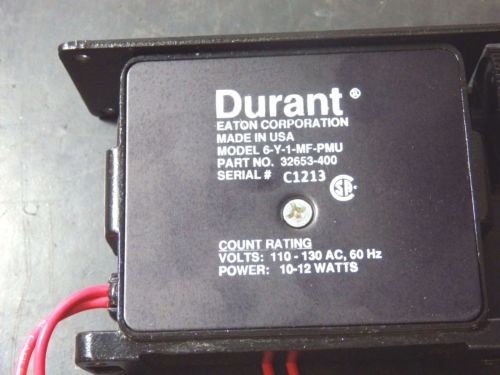 Durant®
EATON CORPORATION
MADE IN USA
MODEL 6-Y-1-MF-PMU
PART NO. 32653-400
SERIAL # C1213
COUNT RATING
VOLTS: 110 - 130 AC, 60 Hz
POWER: 10-12 WATTS